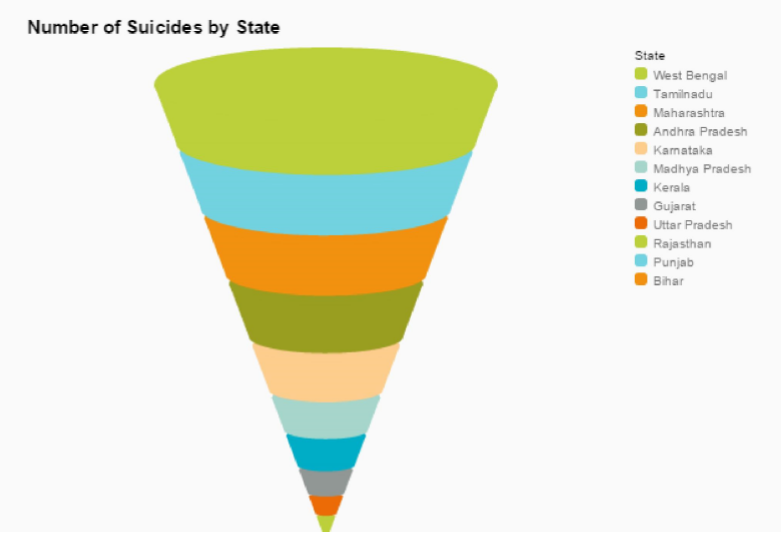 Number of Suicides by State
State
West Bengal
Tamilnadu
Maharashtra
Andhra Pradesh
Karnataka
Madhya Pradesh
Kerala
Gujarat
Uttar Pradesh
Rajasthan
Punjab
Bihar